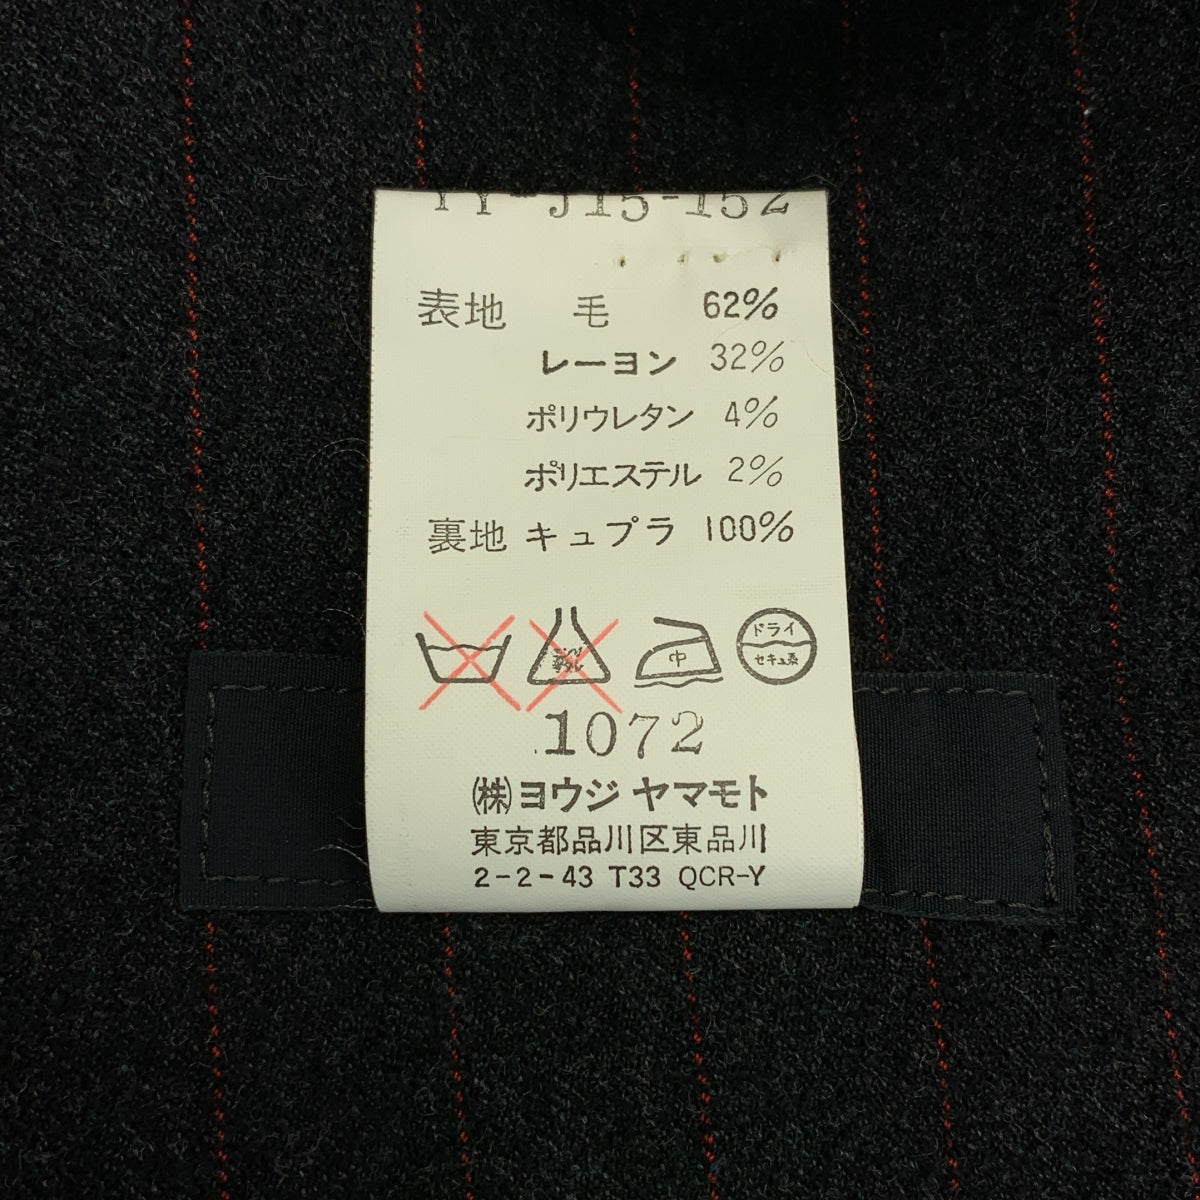 YY-J15-152
表地 毛 62%
レーヨン 32%
ポリウレタン 4%
ポリエステル 2%
裏地 キュプラ 100%
中
ドライ
セキユ系
1072
㈱ヨウジ ヤマモト
東京都品川区東品川
2-2-43 T33 QCR-Y